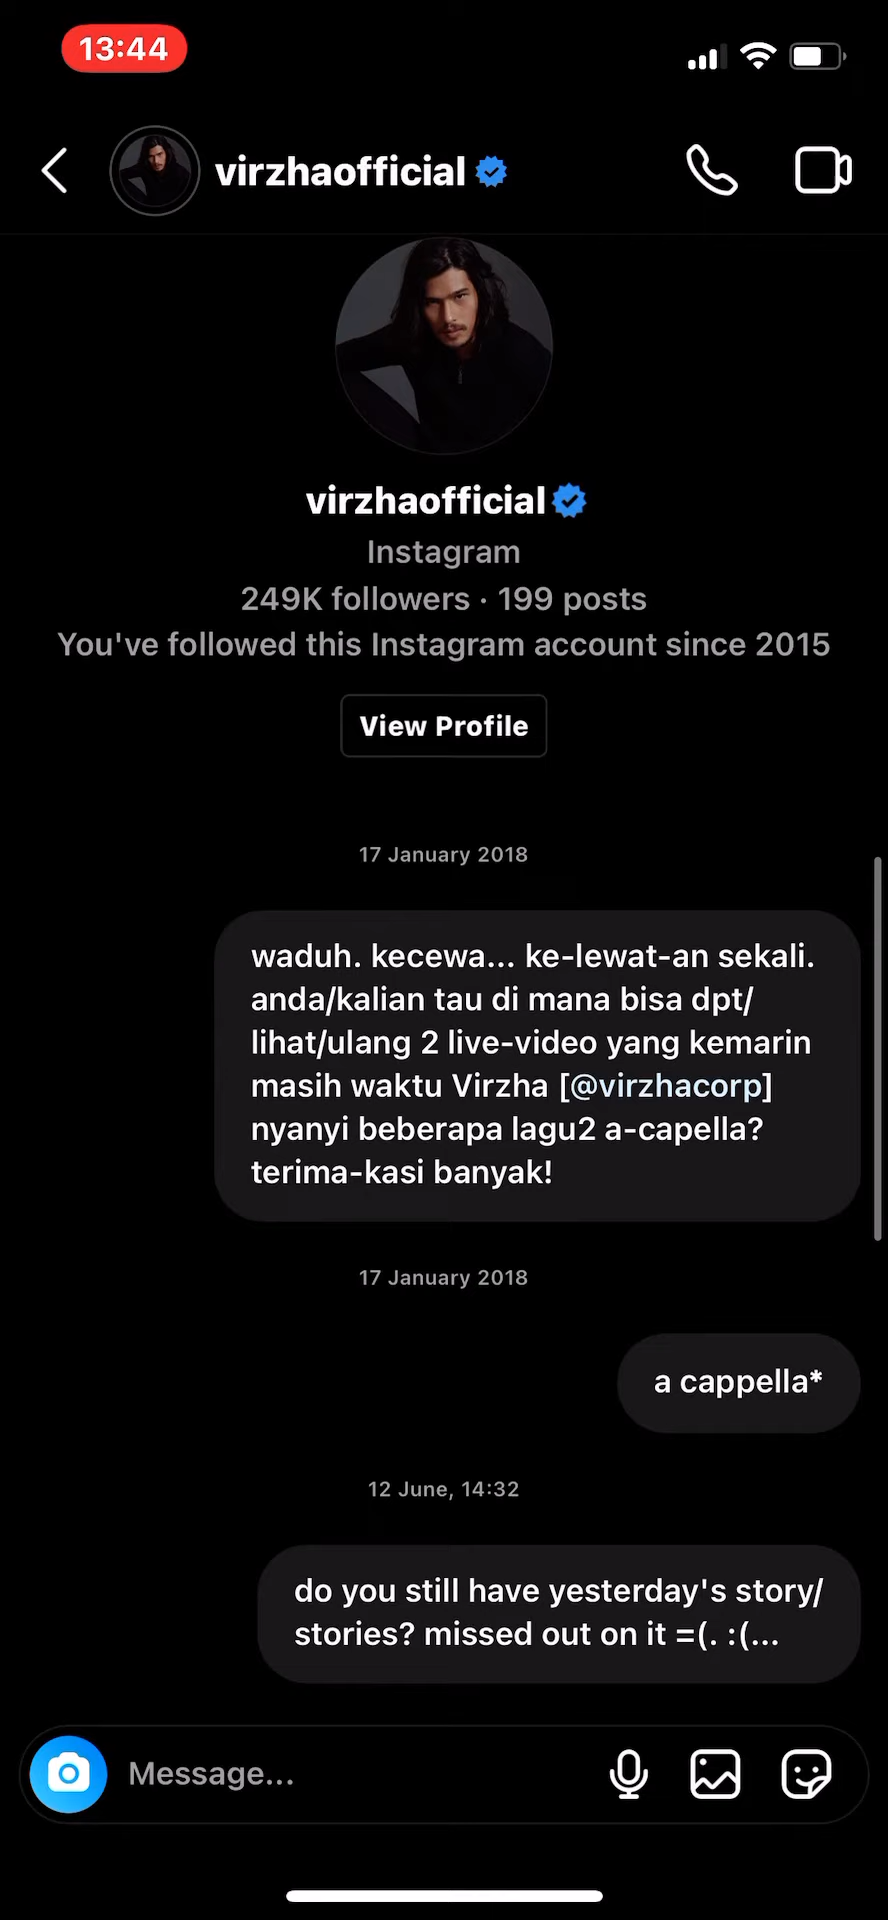 13:44
virzhaofficial
virzhaofficial
Instagram
249K followers · 199 posts
You've followed this Instagram account since 2015
View Profile
17 January 2018
waduh. kecewa... ke-lewat-an sekali.
anda/kalian tau di mana bisa dpt/
lihat/ulang 2 live-video yang kemarin
masih waktu Virzha [@virzhacorp]
nyanyi beberapa lagu2 a-capella?
terima-kasi banyak!
17 January 2018
a cappella*
12 June, 14:32
do you still have yesterday's story/
stories? missed out on it =(. :(...
Message...